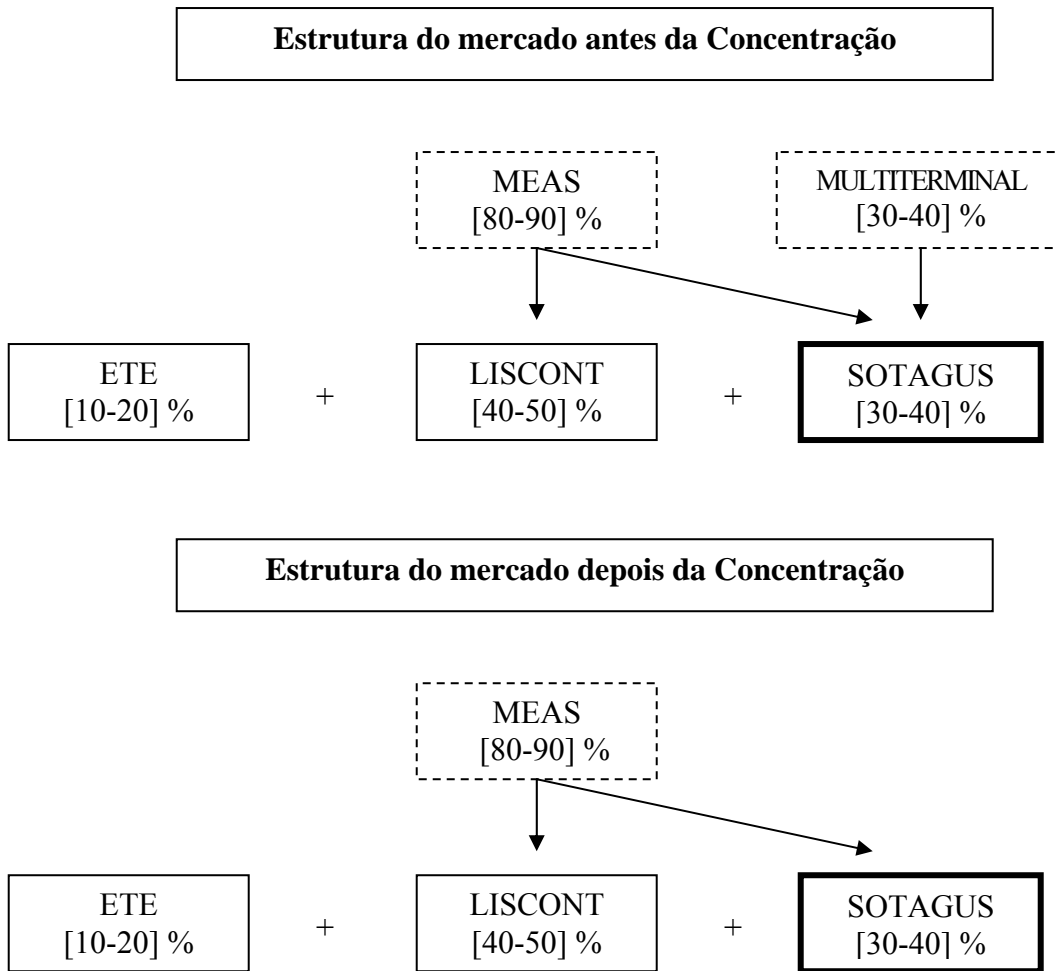 Estrutura do mercado antes da Concentração
MEAS
[80-90] %
MULTITERMINAL
[30-40] %
ETE
[10-20] %
+
LISCONT
[40-50] %
+
SOTAGUS
[30-40] %
Estrutura do mercado depois da Concentração
MEAS
[80-90] %
ETE
[10-20] %
+
LISCONT
[40-50] %
+
SOTAGUS
[30-40] %